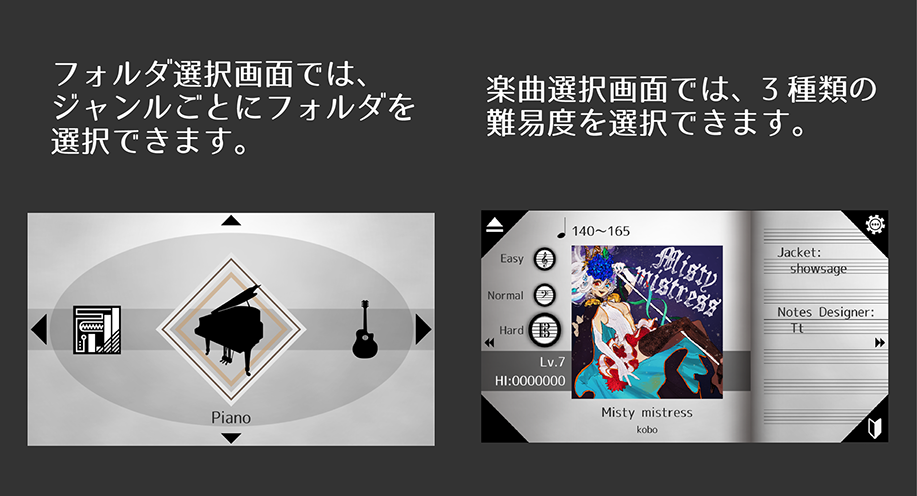 フォルダ選択画面では、
ジャンルごとにフォルダを
選択できます。
Piano
楽曲選択画面では、3種類の
難易度を選択できます。
140～165
Easy
Normal
Hard
Lv.7
HI:0000000
Misty
mistress
Misty mistress
kobo
Jacket:
showsage
Notes Designer:
Tt